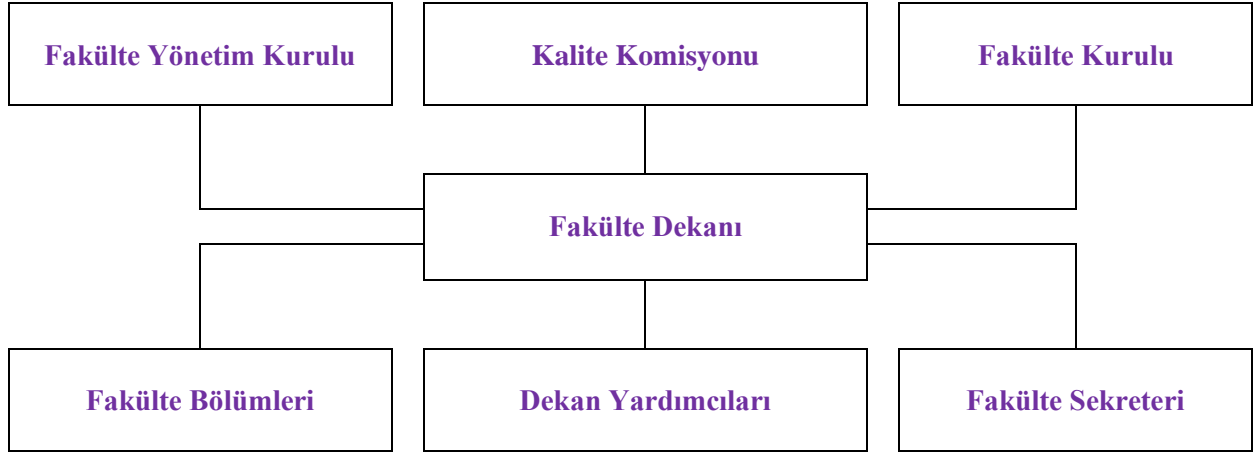 Fakülte Yönetim Kurulu
Kalite Komisyonu
Fakülte Kurulu
Fakülte Dekanı
Fakülte Bölümleri
Dekan Yardımcıları
Fakülte Sekreteri